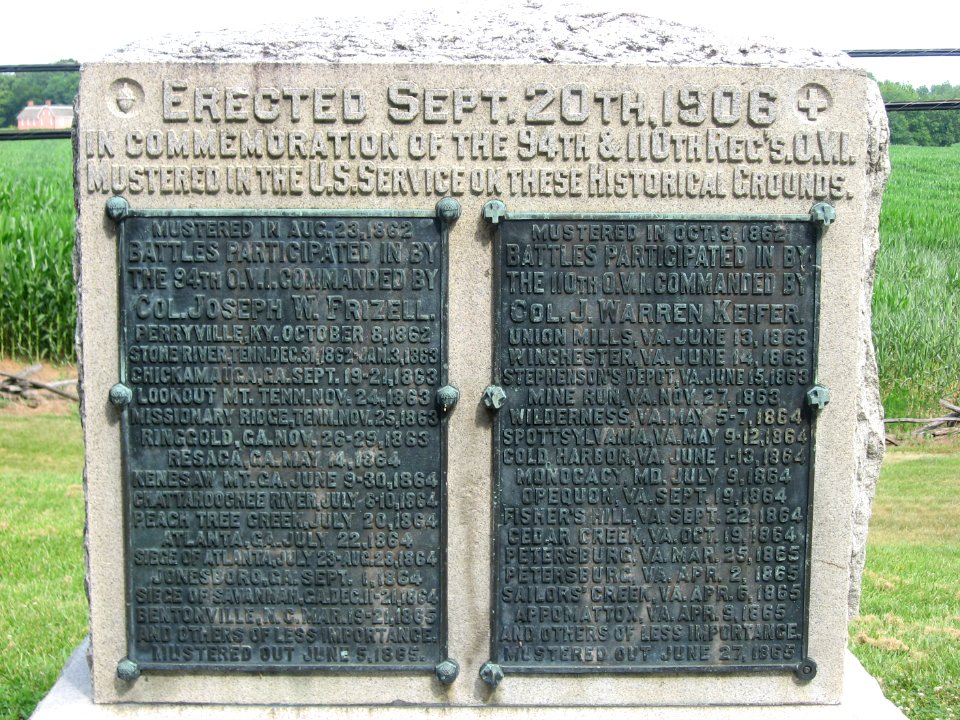 ERECTED SEPT. 20TH, 1906
IN COMMEMORATION OF THE 94TH & 110TH REG'S. O.V.I.
MUSTERED IN THE U.S. SERVICE ON THESE HISTORICAL GROUNDS.
MUSTERED IN AUG. 23, 1862
BATTLES PARTICIPATED IN BY
THE 94TH O.V.I. COMMANDED BY
COL. JOSEPH W. FRIZELL.
PERRYVILLE, KY. OCTOBER 8, 1862
STONE RIVER, TENN. DEC. 31, 1862-JAN. 3, 1863
CHICKAMAUGA, GA. SEPT. 19-21, 1863
LOOKOUT MT. TENN. NOV. 24, 1863
MISSIONARY RIDGE, TENN. NOV. 25, 1863
RINGGOLD, GA. NOV. 26-29, 1863
RESACA, GA. MAY 14, 1864
KENESAW MT. GA. JUNE 9-30, 1864
CHATTAHOOCHEE RIVER, JULY 6-10, 1864
PEACH TREE CREEK, JULY 20, 1864
ATLANTA, GA. JULY 22, 1864
SIEGE OF ATLANTA, JULY 23-AUG. 28, 1864
JONESBORO, GA. SEPT. 1, 1864
SIEGE OF SAVANNAH, GA. DEC. 11-21, 1864
BENTONVILLE, N.C. MAR. 19-21, 1865
AND OTHERS OF LESS IMPORTANCE.
MUSTERED OUT JUNE 5, 1865.
MUSTERED IN OCT. 3, 1862
BATTLES PARTICIPATED IN BY
THE 110TH O.V.I. COMMANDED BY
COL. J. WARREN KEIFER.
UNION MILLS, VA. JUNE 13, 1863
WINCHESTER, VA. JUNE 14, 1863
STEPHENSON'S DEPOT, VA. JUNE 15, 1863
MINE RUN, VA. NOV. 27, 1863
WILDERNESS, VA. MAY 5-7, 1864
SPOTTSYLVANIA, VA. MAY 9-12, 1864
COLD HARBOR, VA. JUNE 1-13, 1864
MONOCACY, MD. JULY 9, 1864
OPEQUON, VA. SEPT. 19, 1864
FISHER'S HILL, VA. SEPT. 22, 1864
CEDAR CREEK, VA. OCT. 19, 1864
PETERSBURG, VA. MAR. 25, 1865
PETERSBURG, VA. APR. 2, 1865
SAILORS' CREEK, VA. APR. 6, 1865
APPOMATTOX, VA. APR. 9, 1865
AND OTHERS OF LESS IMPORTANCE.
MUSTERED OUT JUNE 27, 1865